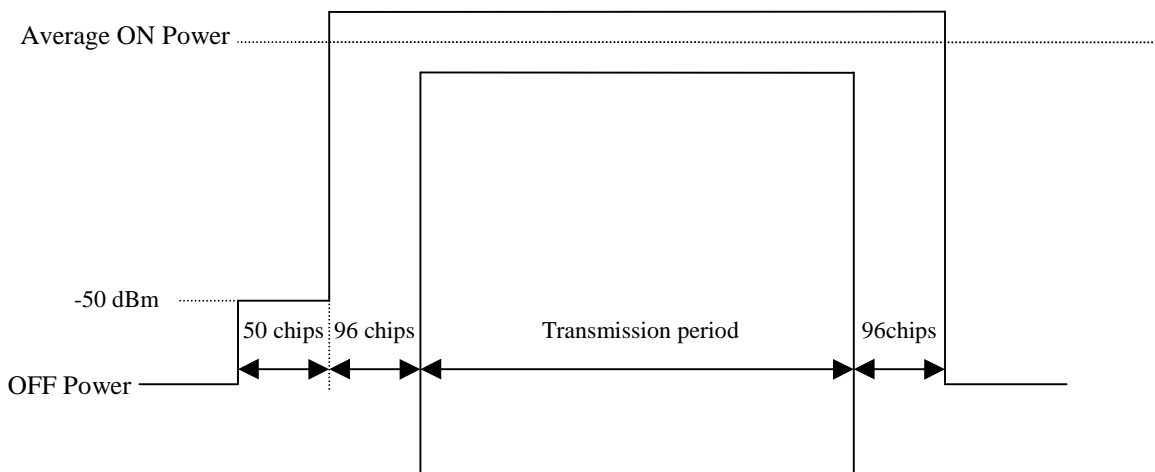 Average ON Power
-50 dBm
50 chips
96 chips
Transmission period
96chips
OFF Power